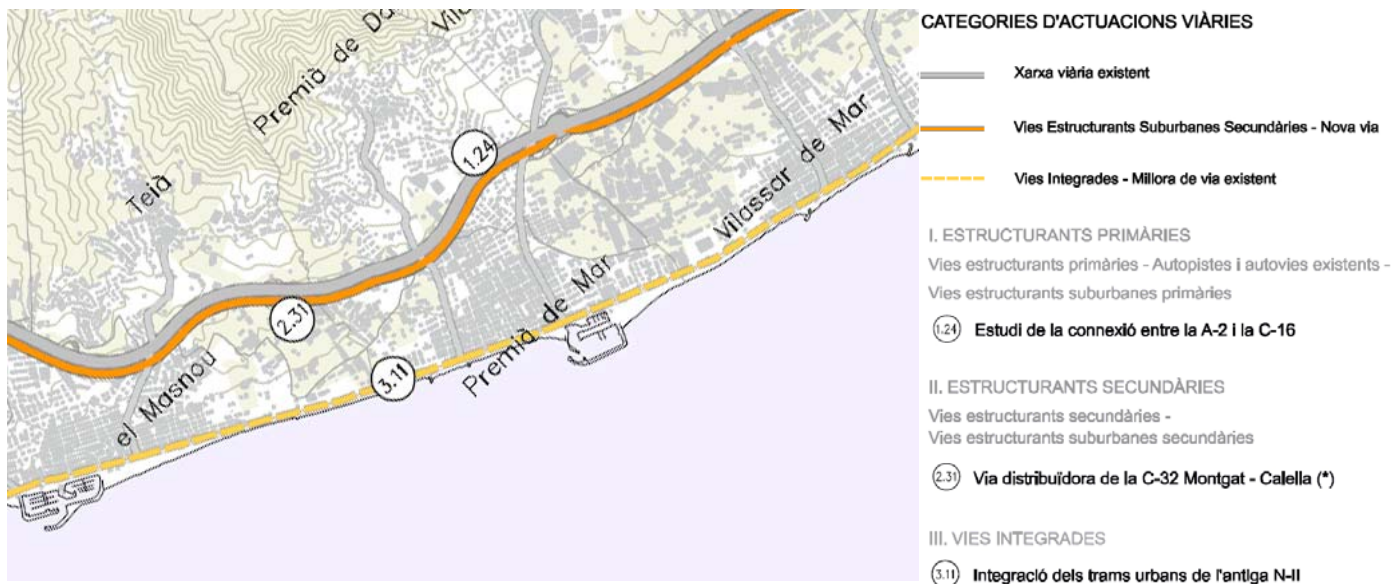 Premià de Da
Vila
1.24
Teià
Vilassar de Mar
2.31
Premià de Mar
3.11
el Masnou
CATEGORIES D'ACTUACIONS VIÀRIES
Xarxa viària existent
Vies Estructurants Suburbanes Secundàries - Nova via
Vies Integrades - Millora de via existent
I. ESTRUCTURANTS PRIMÀRIES
Vies estructurants primàries - Autopistes i autovies existents -
Vies estructurants suburbanes primàries
1.24 Estudi de la connexió entre la A-2 i la C-16
II. ESTRUCTURANTS SECUNDÀRIES
Vies estructurants secundàries -
Vies estructurants suburbanes secundàries
2.31 Via distribuïdora de la C-32 Montgat - Calella (*)
III. VIES INTEGRADES
3.11 Integració dels trams urbans de l'antiga N-II